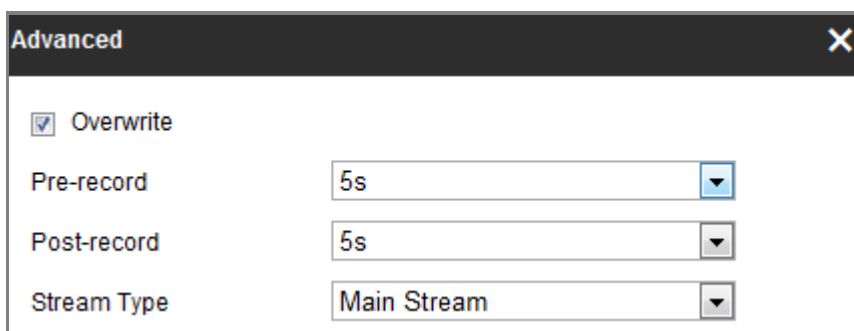 Advanced
Overwrite
Pre-record 5s
Post-record 5s
Stream Type Main Stream